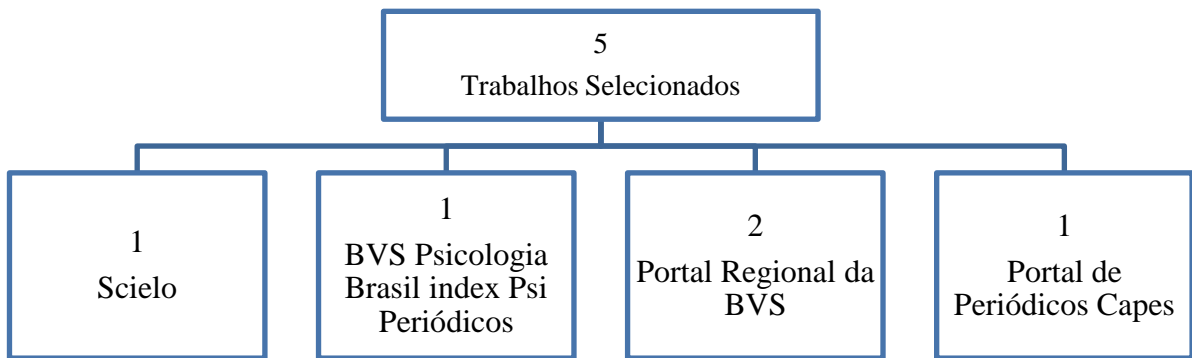 5
Trabalhos Selecionados
1
Scielo
1
BVS Psicologia
Brasil index Psi
Periódicos
2
Portal Regional da
BVS
1
Portal de
Periódicos Capes